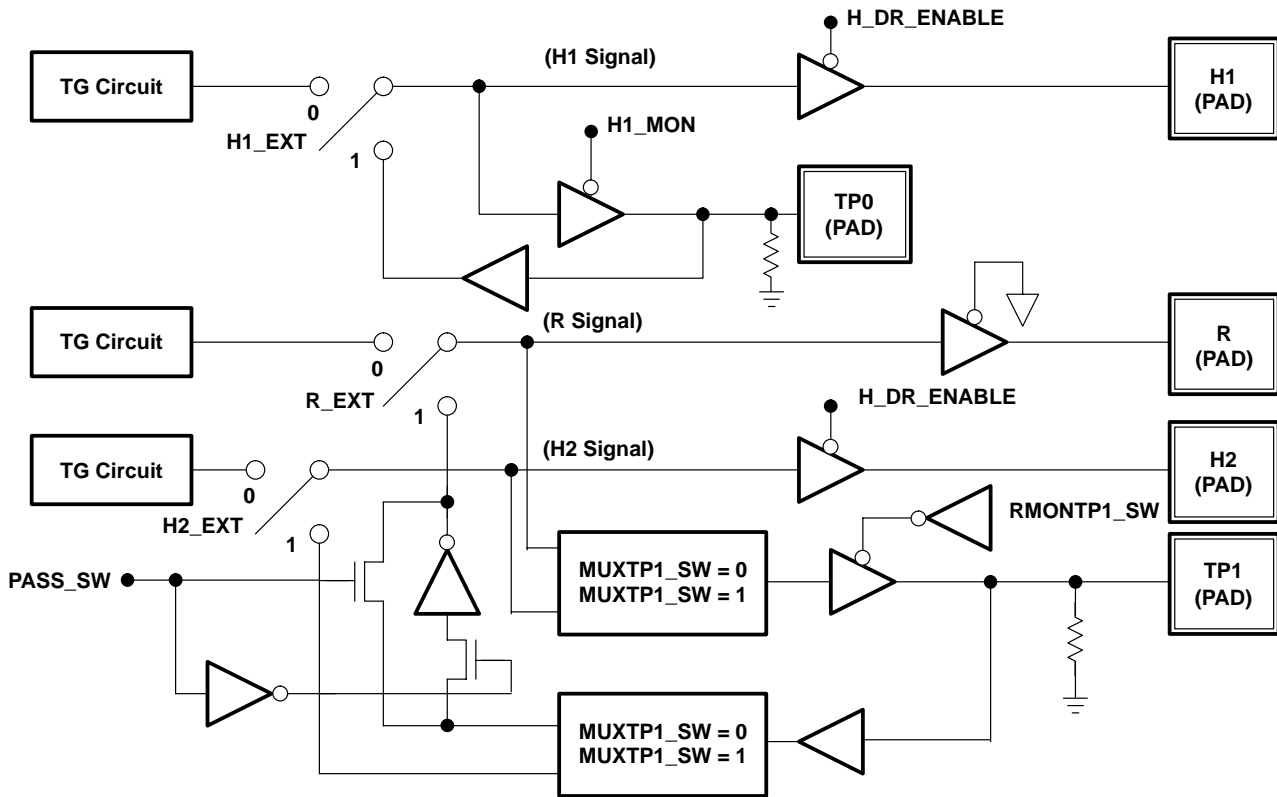 H_DR_ENABLE
TG Circuit
(H1 Signal)
H1
(PAD)
0
H1_EXT
H1_MON
1
TP0
(PAD)
TG Circuit
(R Signal)
R
(PAD)
0
R_EXT
H_DR_ENABLE
1
TG Circuit
(H2 Signal)
H2
(PAD)
0
H2_EXT
RMONTP1_SW
1
PASS_SW
MUXTP1_SW = 0
MUXTP1_SW = 1
TP1
(PAD)
MUXTP1_SW = 0
MUXTP1_SW = 1